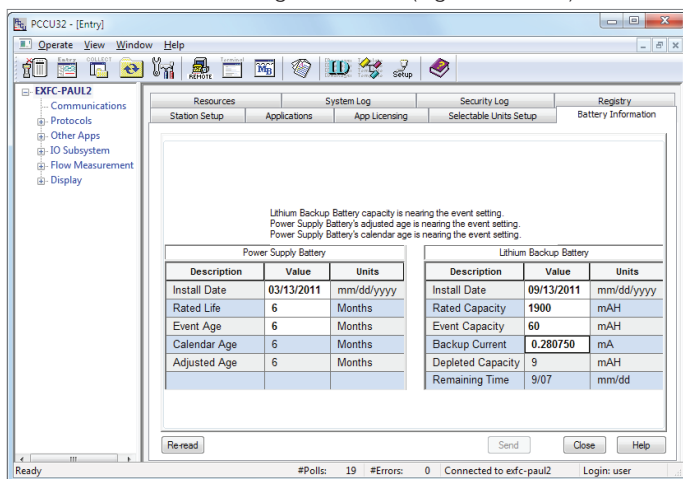 PCCU32 - [Entry]
Operate View Window Help
Entry COLLECT REMOTE Terminal MB ID Setup
EXFC-PAUL2
Communications
Protocols
Other Apps
IO Subsystem
Flow Measurement
Display
Resources System Log Security Log Registry
Station Setup Applications App Licensing Selectable Units Setup Battery Information
Lithium Backup Battery capacity is nearing the event setting.
Power Supply Battery's adjusted age is nearing the event setting.
Power Supply Battery's calendar age is nearing the event setting.
Power Supply Battery
Description Value Units
Install Date 03/13/2011 mm/dd/yyyy
Rated Life 6 Months
Event Age 6 Months
Calendar Age 6 Months
Adjusted Age 6 Months
Lithium Backup Battery
Description Value Units
Install Date 09/13/2011 mm/dd/yyyy
Rated Capacity 1900 mAH
Event Capacity 60 mAH
Backup Current 0.280750 mA
Depleted Capacity 9 mAH
Remaining Time 9/07 mm/dd
Re-read Send Close Help
Ready #Polls: 19 #Errors: 0 Connected to exfc-paul2 Login: user